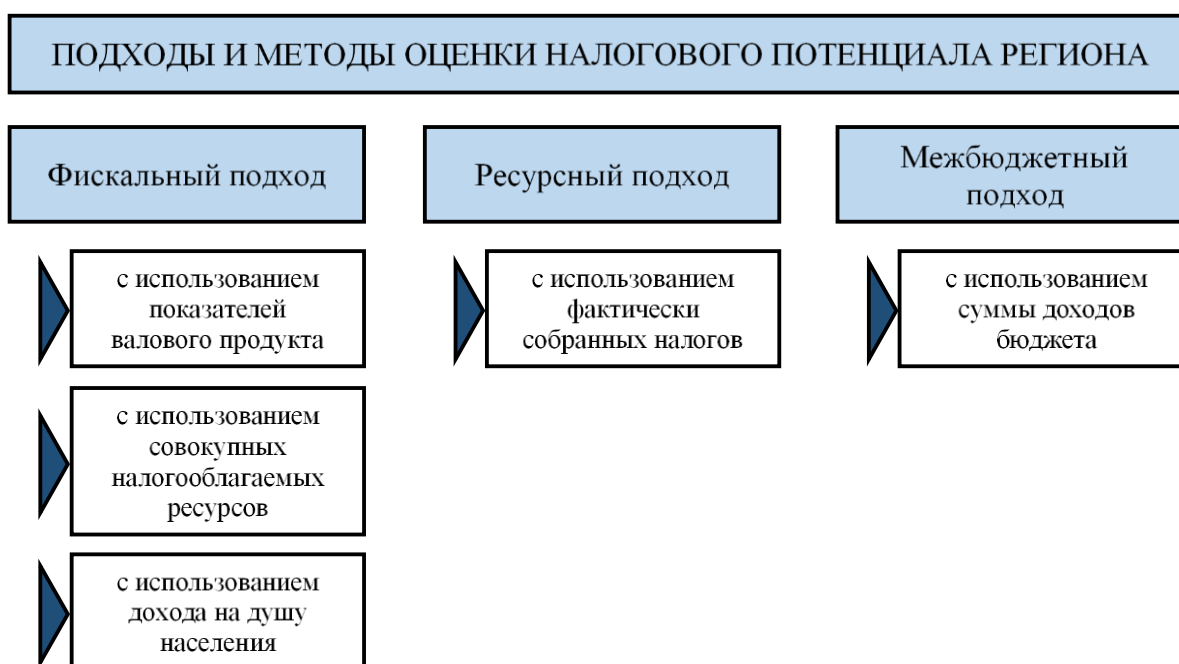 ПОДХОДЫ И МЕТОДЫ ОЦЕНКИ НАЛОГОВОГО ПОТЕНЦИАЛА РЕГИОНА
Фискальный подход
с использованием
показателей
валового продукта
с использованием
совокупных
налогооблагаемых
ресурсов
с использованием
дохода на душу
населения
Ресурсный подход
с использованием
фактически
собранных налогов
Межбюджетный
подход
с использованием
суммы доходов
бюджета